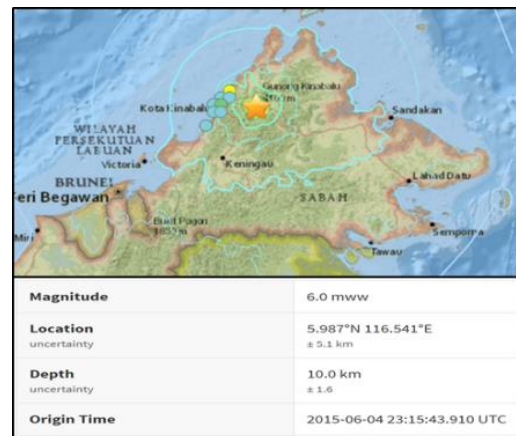 Gunung Kinabalu
Kota Kinabalu
Sandakan
WILAYAH
PERSEKUTUAN
LABUAN
Victoria
Keningau
Lahad Datu
BRUNEI
eri Begawan
SABAH
Bukit Pagon
1850m
Miri
Semporna
Tawau
Magnitude 6.0 mww
Location 5.987°N 116.541°E
uncertainty ± 5.1 km
Depth 10.0 km
uncertainty ± 1.6
Origin Time 2015-06-04 23:15:43.910 UTC